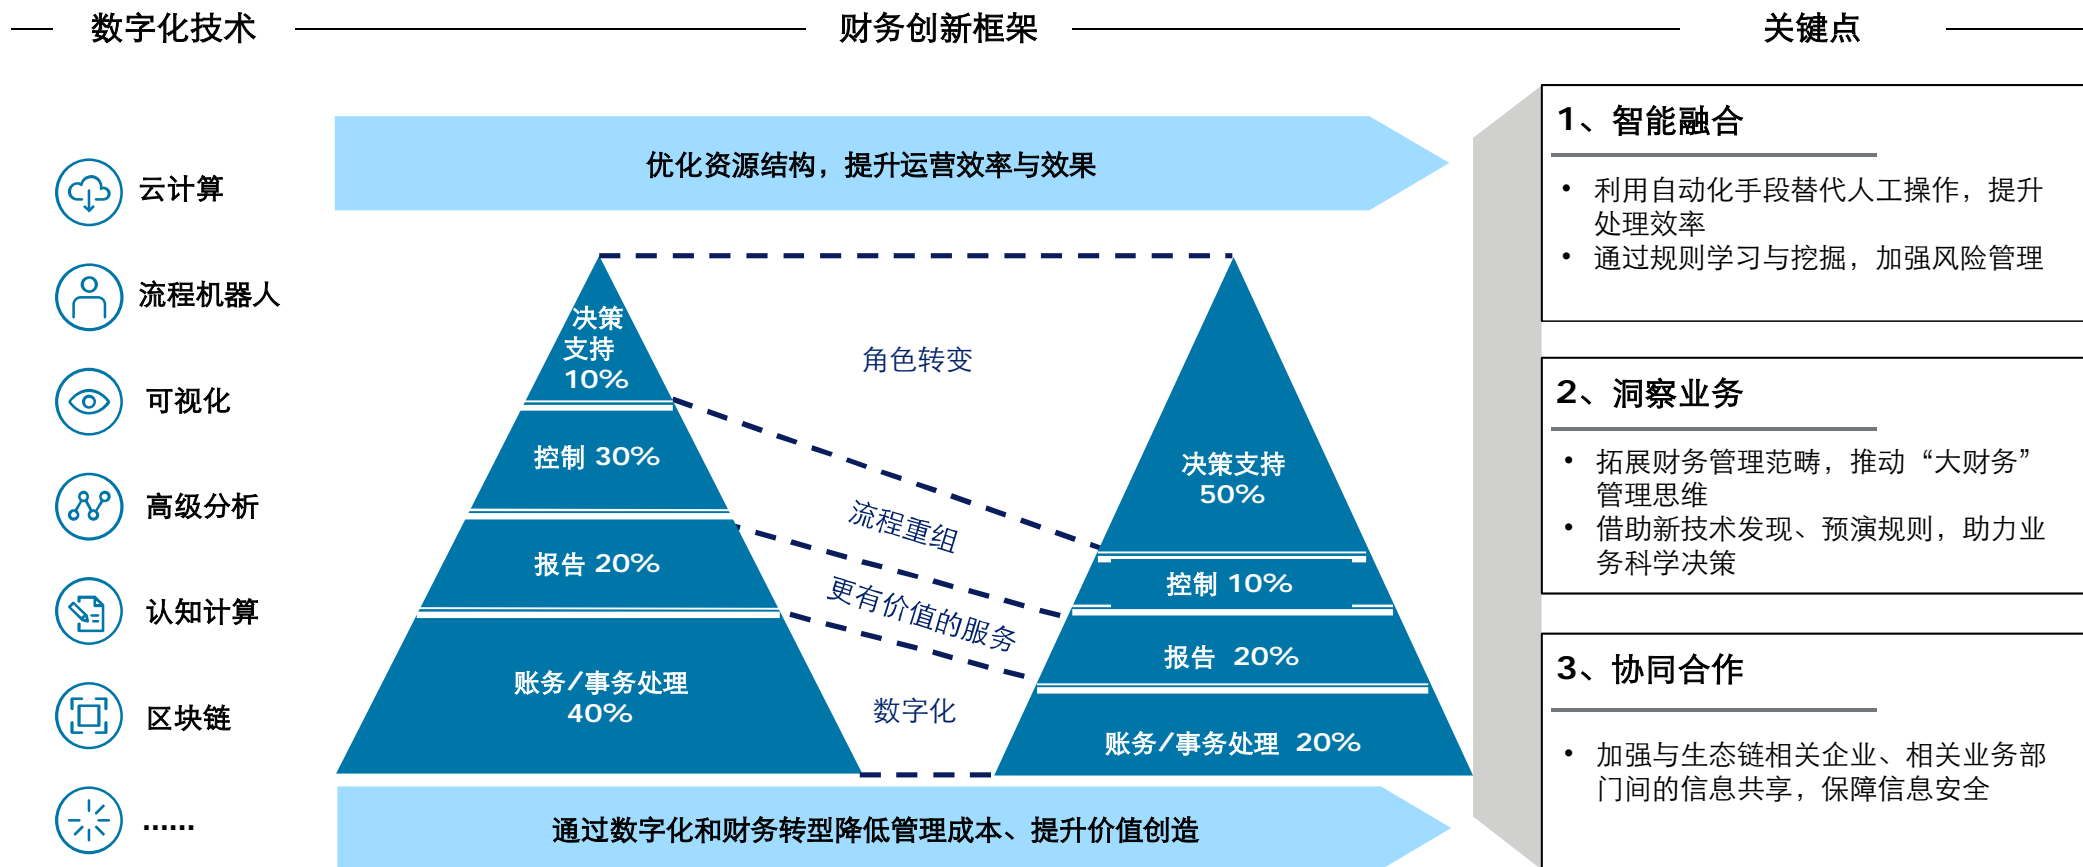 数字化技术
财务创新框架
关键点
云计算
流程机器人
可视化
高级分析
认知计算
区块链
......
优化资源结构，提升运营效率与效果
决策
支持
10%
控制 30%
报告 20%
账务/事务处理
40%
角色转变
流程重组
更有价值的服务
数字化
决策支持
50%
控制 10%
报告 20%
账务/事务处理 20%
通过数字化和财务转型降低管理成本、提升价值创造
1、智能融合
• 利用自动化手段替代人工操作，提升
处理效率
• 通过规则学习与挖掘，加强风险管理
2、洞察业务
• 拓展财务管理范畴，推动“大财务”
管理思维
• 借助新技术发现、预演规则，助力业
务科学决策
3、协同合作
• 加强与生态链相关企业、相关业务部
门间的信息共享，保障信息安全